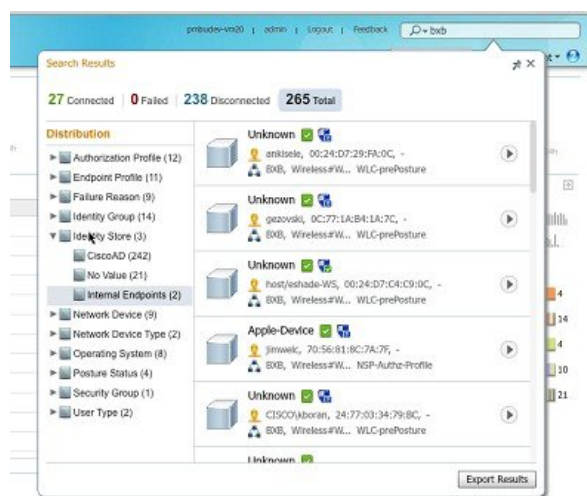 pmbudev-vm20 | admin | Logout | Feedback
bxb
Search Results
27 Connected | 0 Failed | 238 Disconnected 265 Total
Distribution
Authorization Profile (12)
Endpoint Profile (11)
Failure Reason (9)
Identity Group (14)
Identity Store (3)
CiscoAD (242)
No Value (21)
Internal Endpoints (2)
Network Device (9)
Network Device Type (2)
Operating System (8)
Posture Status (4)
Security Group (1)
User Type (2)
Unknown
ankisele, 00:24:D7:29:FA:0C, -
BXB, Wireless#W... WLC-prePosture
Unknown
gezovski, 0C:77:1A:B4:1A:7C, -
BXB, Wireless#W... WLC-prePosture
Unknown
host/eshade-WS, 00:24:D7:C4:C9:0C, -
BXB, Wireless#W... WLC-prePosture
Apple-Device
jimwelc, 70:56:81:8C:7A:7F, -
BXB, Wireless#W... NSP-Authz-Profile
Unknown
CISCO\kboran, 24:77:03:34:79:BC, -
BXB, Wireless#W... WLC-prePosture
Unknown
4
14
4
10
21
Export Results